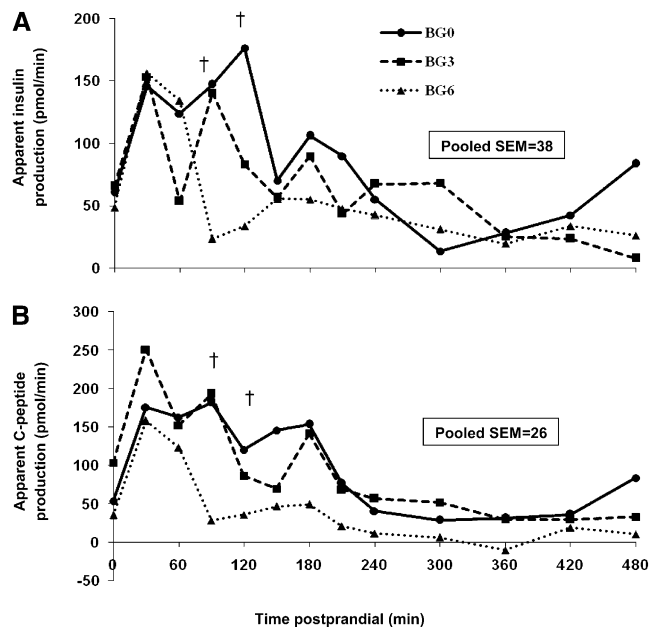 A
Apparent insulin
production (pmol/min)
200
150
100
50
0
†
†
BG0
BG3
BG6
Pooled SEM=38
B
Apparent C-peptide
production (pmol/min)
300
250
200
150
100
50
0
-50
†
†
Pooled SEM=26
0 60 120 180 240 300 360 420 480
Time postprandial (min)